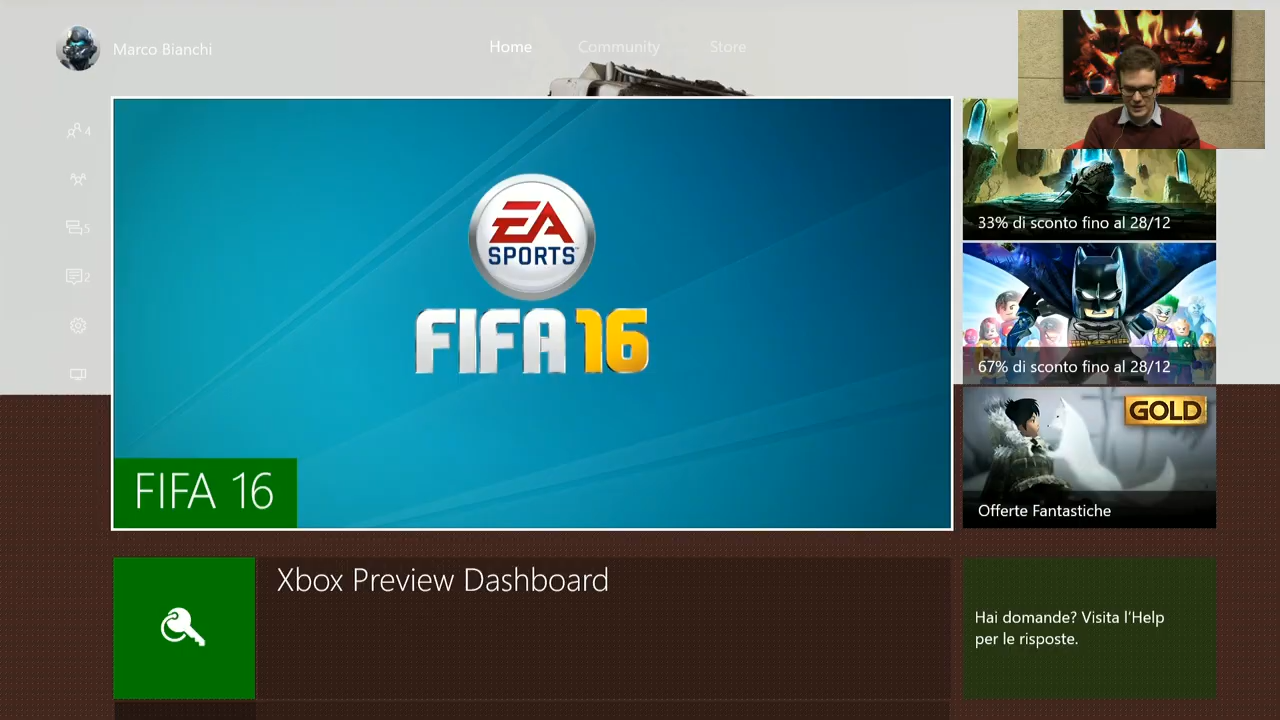 Marco Bianchi
Home
Community
Store
4
5
2
EA
SPORTS
FIFA 16
FIFA 16
33% di sconto fino al 28/12
67% di sconto fino al 28/12
GOLD
Offerte Fantastiche
Xbox Preview Dashboard
Hai domande? Visita l'Help
per le risposte.